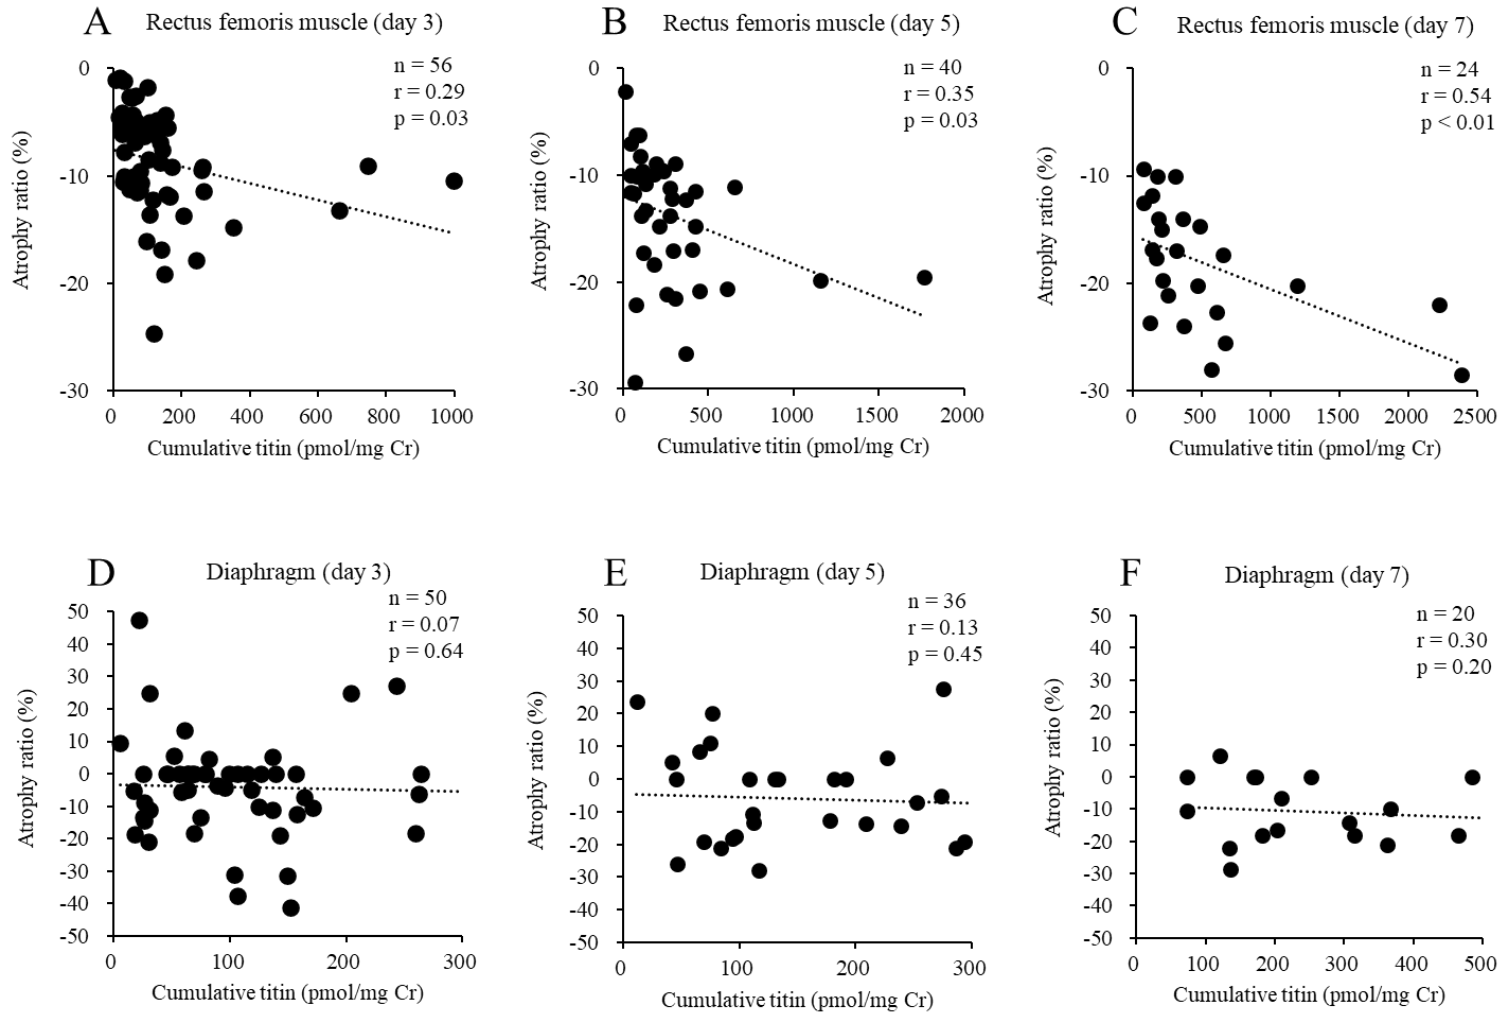 A Rectus femoris muscle (day 3)
n = 56
r = 0.29
p = 0.03
Atrophy ratio (%)
0
-10
-20
-30
0 200 400 600 800 1000
Cumulative titin (pmol/mg Cr)
B Rectus femoris muscle (day 5)
n = 40
r = 0.35
p = 0.03
Atrophy ratio (%)
0
-10
-20
-30
0 500 1000 1500 2000
Cumulative titin (pmol/mg Cr)
C Rectus femoris muscle (day 7)
n = 24
r = 0.54
p < 0.01
Atrophy ratio (%)
0
-10
-20
-30
0 500 1000 1500 2000 2500
Cumulative titin (pmol/mg Cr)
D Diaphragm (day 3)
n = 50
r = 0.07
p = 0.64
Atrophy ratio (%)
50
40
30
20
10
0
-10
-20
-30
-40
-50
0 100 200 300
Cumulative titin (pmol/mg Cr)
E Diaphragm (day 5)
n = 36
r = 0.13
p = 0.45
Atrophy ratio (%)
50
40
30
20
10
0
-10
-20
-30
-40
-50
0 100 200 300
Cumulative titin (pmol/mg Cr)
F Diaphragm (day 7)
n = 20
r = 0.30
p = 0.20
Atrophy ratio (%)
50
40
30
20
10
0
-10
-20
-30
-40
-50
0 100 200 300 400 500
Cumulative titin (pmol/mg Cr)